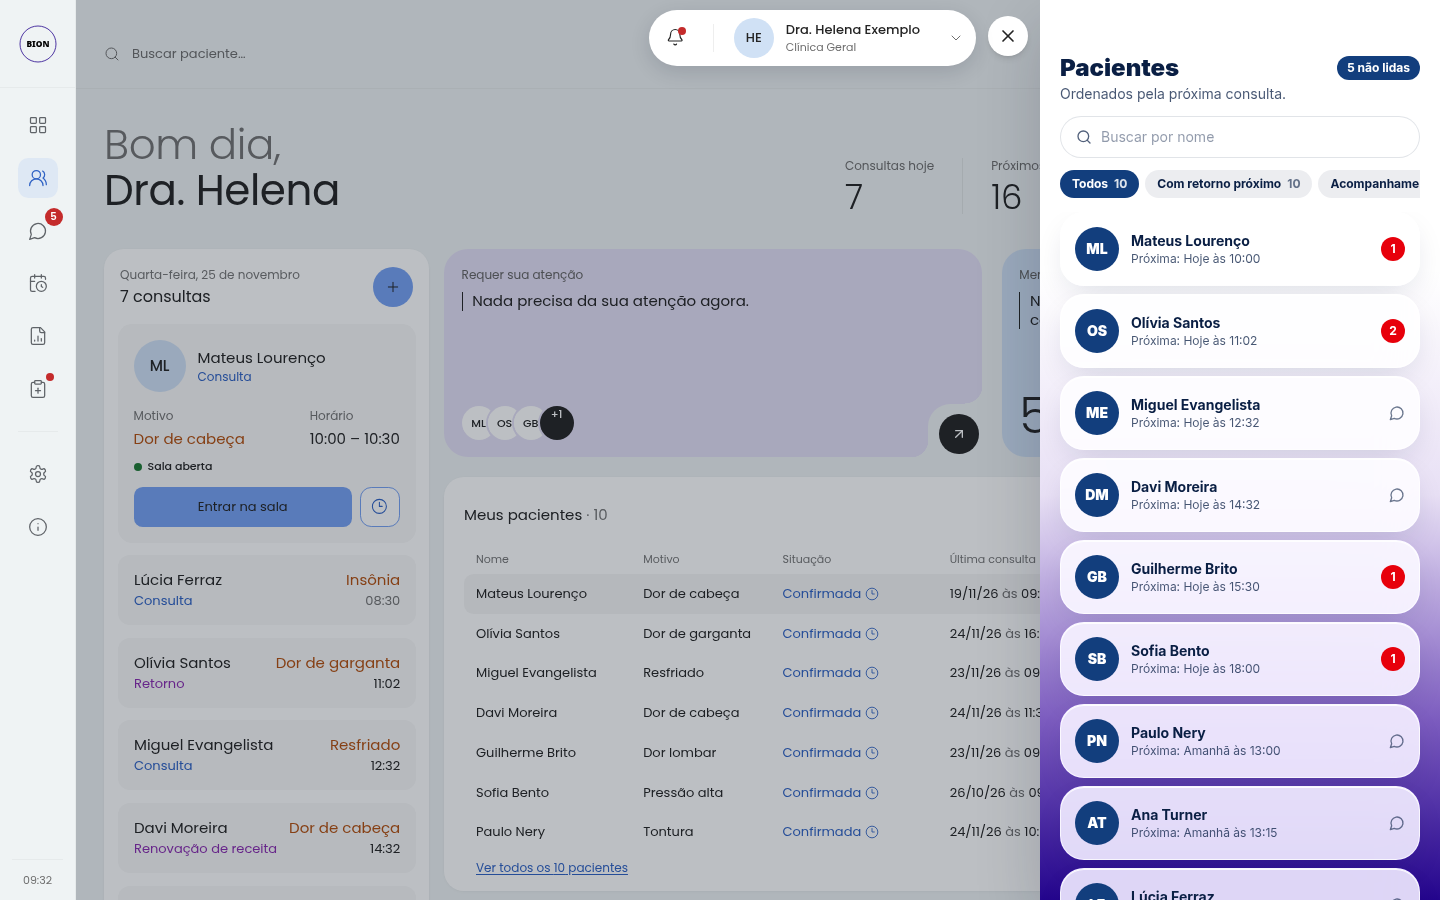 BION
Buscar paciente...
HE
Dra. Helena Exemplo
Clínica Geral
Bom dia,
Dra. Helena
Consultas hoje
7
Próximos
16
5
Quarta-feira, 25 de novembro
7 consultas
ML
Mateus Lourenço
Consulta
Motivo
Horário
Dor de cabeça
10:00 – 10:30
Sala aberta
Entrar na sala
Lúcia Ferraz
Insônia
Consulta
08:30
Olívia Santos
Dor de garganta
Retorno
11:02
Miguel Evangelista
Resfriado
Consulta
12:32
Davi Moreira
Dor de cabeça
Renovação de receita
14:32
09:32
Requer sua atenção
Nada precisa da sua atenção agora.
ML
OS
GB
+1
5
Meus pacientes · 10
Nome
Motivo
Situação
Última consulta
Mateus Lourenço
Dor de cabeça
Confirmada
19/11/26 às 09:
Olívia Santos
Dor de garganta
Confirmada
24/11/26 às 16:
Miguel Evangelista
Resfriado
Confirmada
23/11/26 às 09
Davi Moreira
Dor de cabeça
Confirmada
24/11/26 às 11:3
Guilherme Brito
Dor lombar
Confirmada
23/11/26 às 09
Sofia Bento
Pressão alta
Confirmada
26/10/26 às 09
Paulo Nery
Tontura
Confirmada
24/11/26 às 10:
Ver todos os 10 pacientes
Pacientes
5 não lidas
Ordenados pela próxima consulta.
Buscar por nome
Todos 10
Com retorno próximo 10
Acompanhame
ML
Mateus Lourenço
Próxima: Hoje às 10:00
1
OS
Olívia Santos
Próxima: Hoje às 11:02
2
ME
Miguel Evangelista
Próxima: Hoje às 12:32
DM
Davi Moreira
Próxima: Hoje às 14:32
GB
Guilherme Brito
Próxima: Hoje às 15:30
1
SB
Sofia Bento
Próxima: Hoje às 18:00
1
PN
Paulo Nery
Próxima: Amanhã às 13:00
AT
Ana Turner
Próxima: Amanhã às 13:15
Lúcia Ferraz